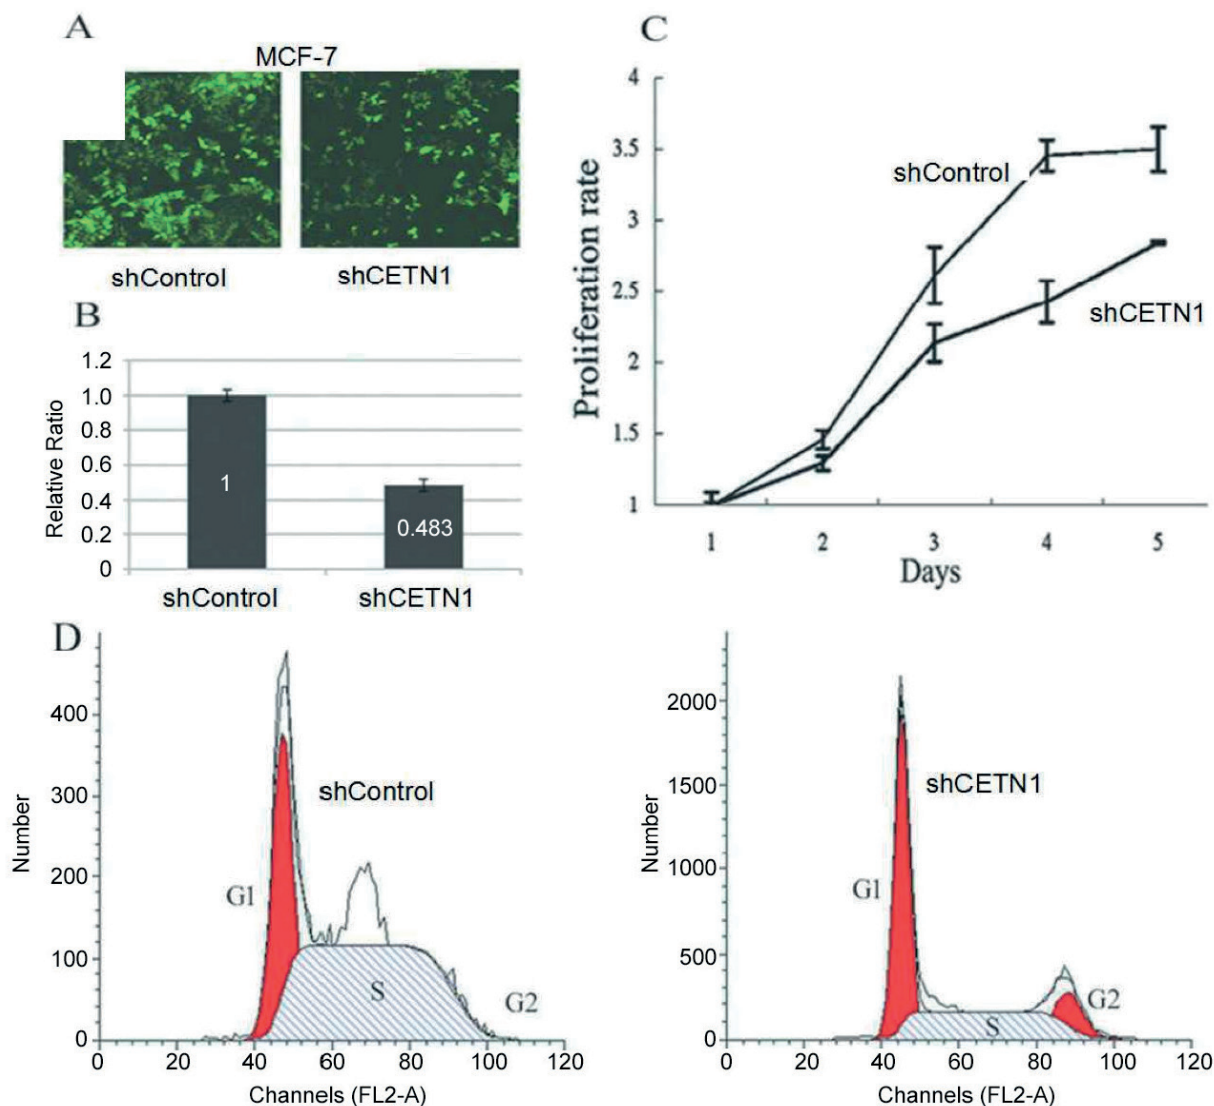 A
MCF-7
shControl
shCETN1
B
Relative Ratio
1.2
1.0
0.8
0.6
0.4
0.2
0
1
0.483
shControl
shCETN1
C
Proliferation rate
4
3.5
3
2.5
2
1.5
1
shControl
shCETN1
1 2 3 4 5
Days
D
Number
400
300
200
100
0
shControl
G1
S
G2
0 20 40 60 80 100 120
Channels (FL2-A)
Number
2000
1500
1000
500
0
shCETN1
G1
S
G2
0 20 40 60 80 100 120
Channels (FL2-A)